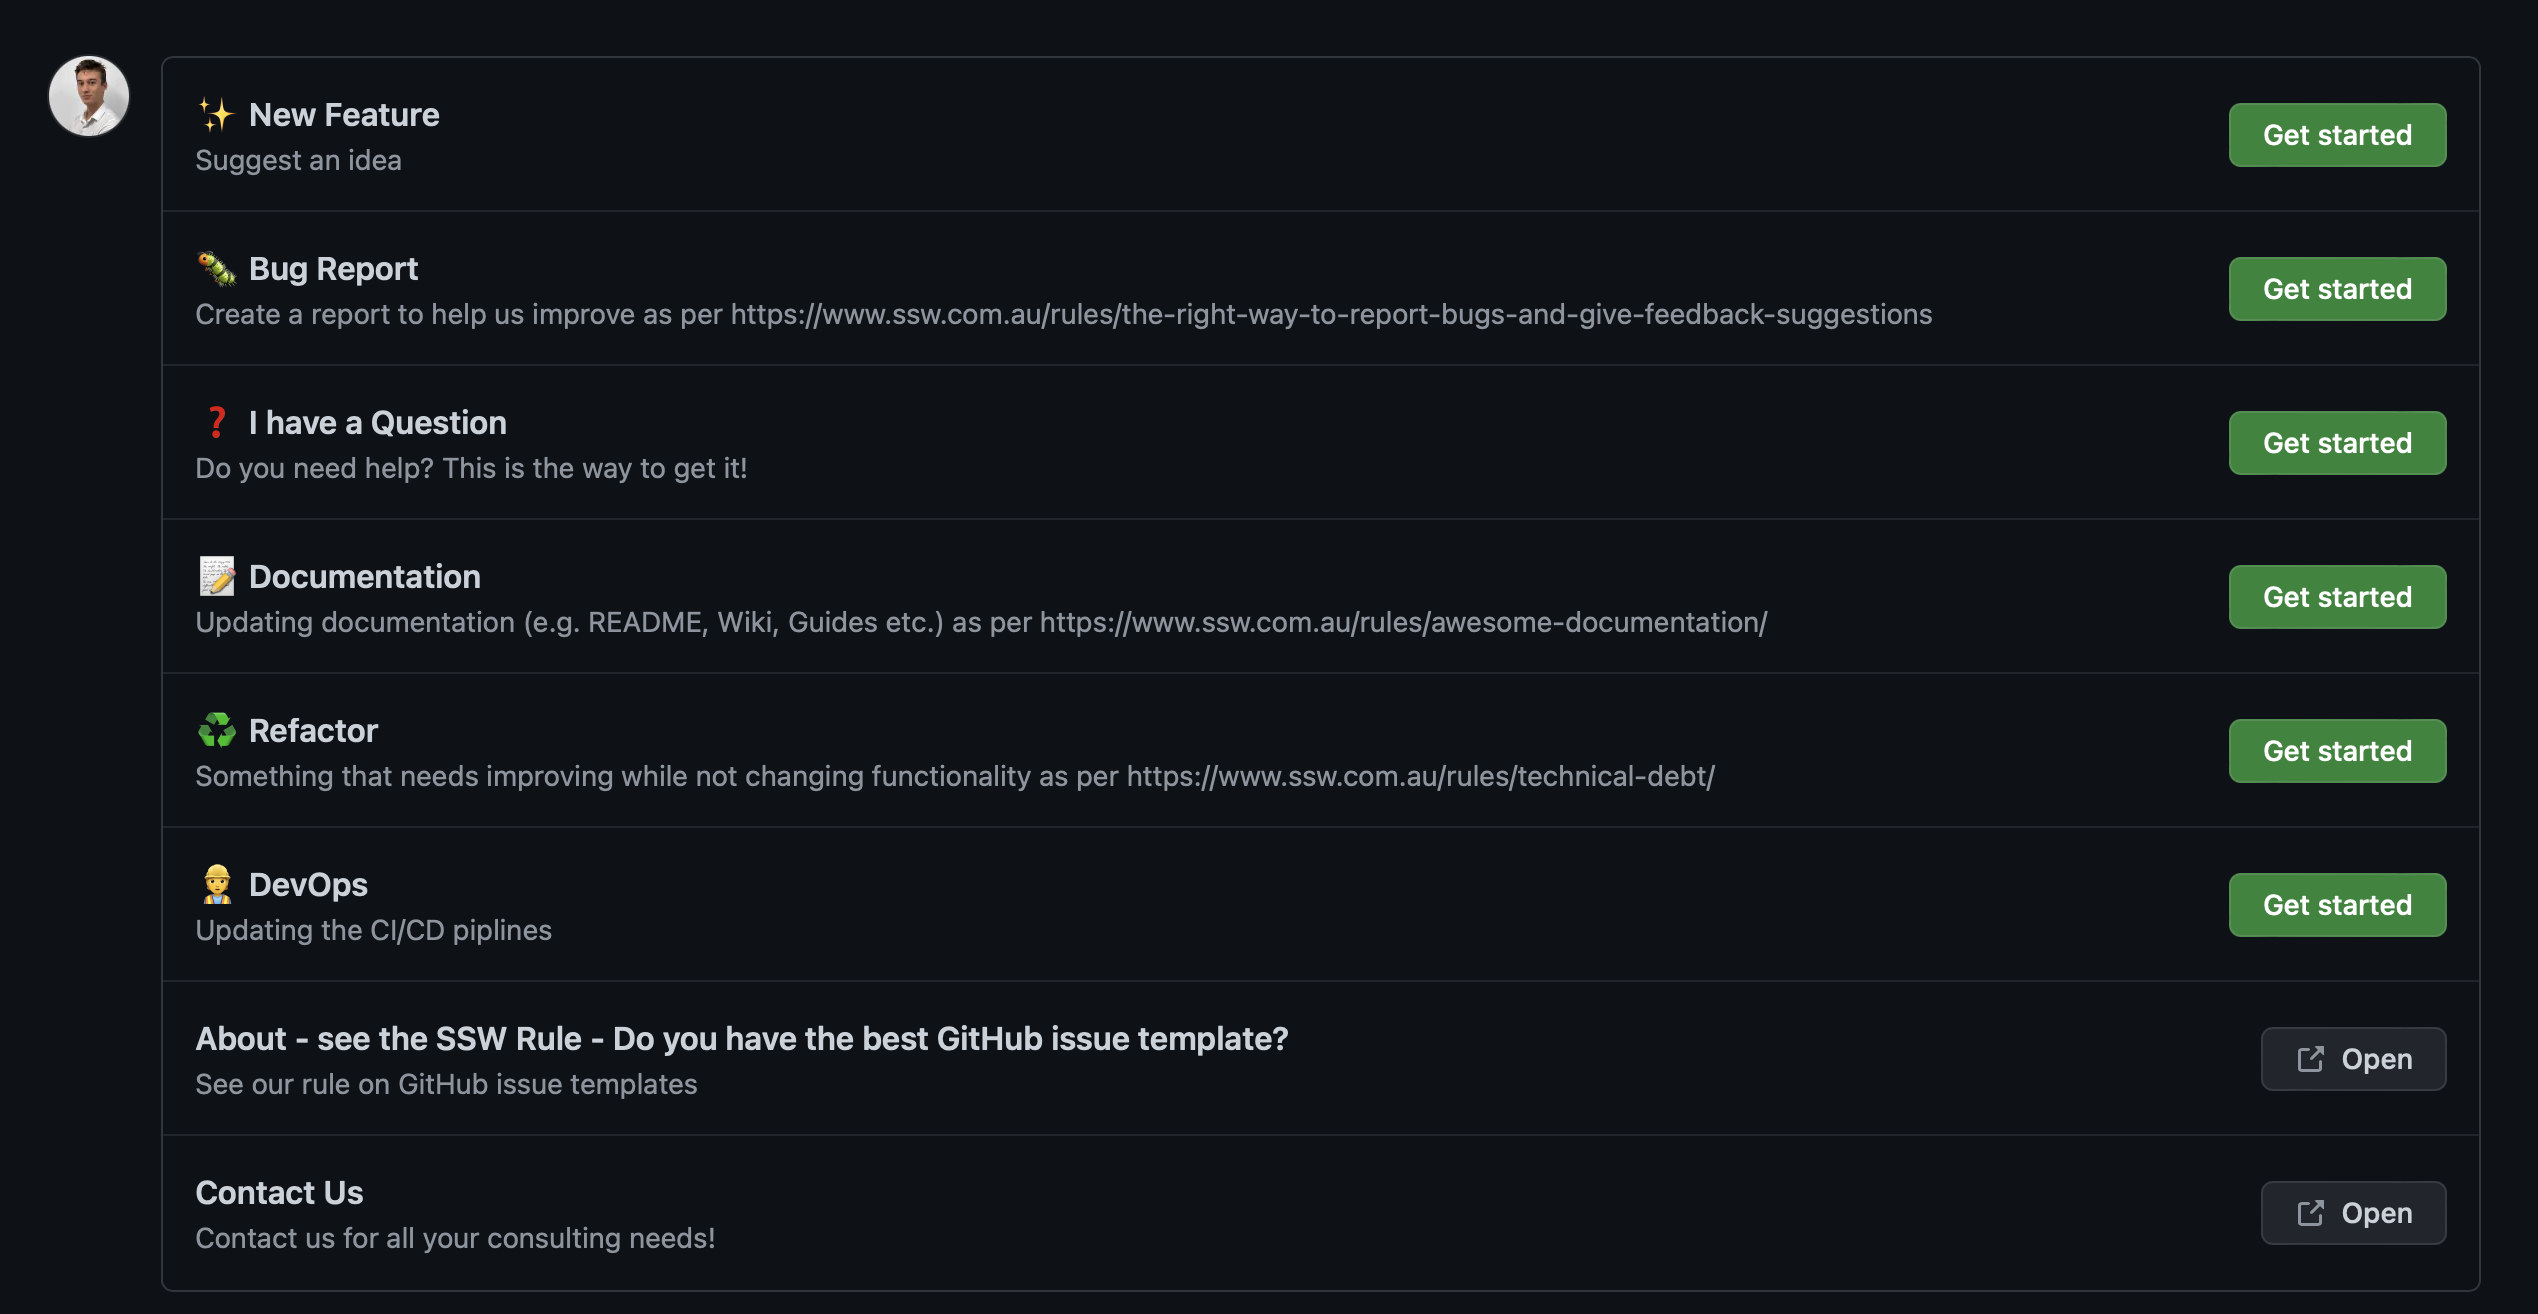 ✨ New Feature
Suggest an idea
Get started
🐛 Bug Report
Create a report to help us improve as per https://www.ssw.com.au/rules/the-right-way-to-report-bugs-and-give-feedback-suggestions
Get started
❓ I have a Question
Do you need help? This is the way to get it!
Get started
📝 Documentation
Updating documentation (e.g. README, Wiki, Guides etc.) as per https://www.ssw.com.au/rules/awesome-documentation/
Get started
♻️ Refactor
Something that needs improving while not changing functionality as per https://www.ssw.com.au/rules/technical-debt/
Get started
👷 DevOps
Updating the CI/CD piplines
Get started
About - see the SSW Rule - Do you have the best GitHub issue template?
See our rule on GitHub issue templates
Open
Contact Us
Contact us for all your consulting needs!
Open